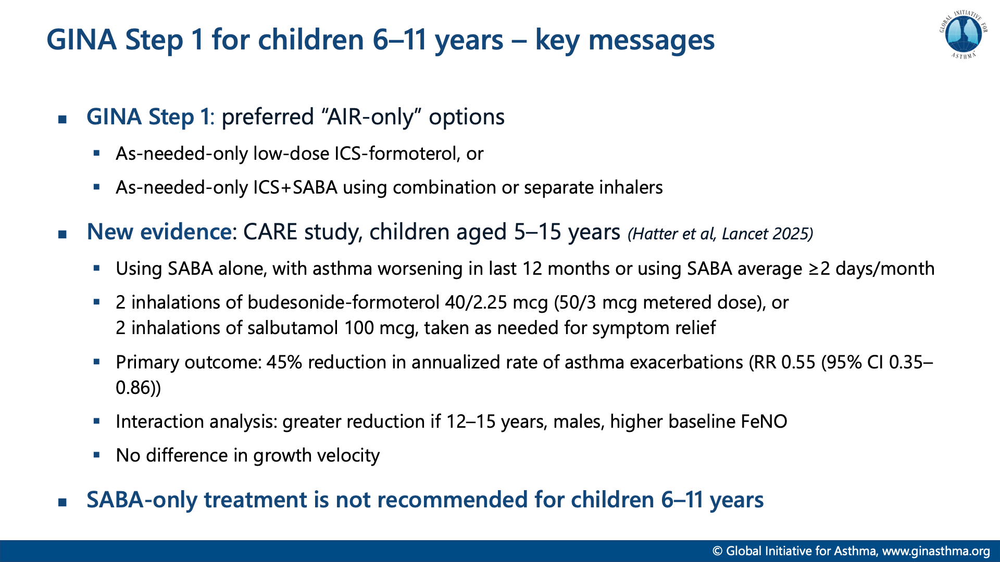 GINA Step 1 for children 6–11 years – key messages
GLOBAL INITIATIVE FOR ASTHMA
▪ GINA Step 1: preferred “AIR-only” options
▪ As-needed-only low-dose ICS-formoterol, or
▪ As-needed-only ICS+SABA using combination or separate inhalers
▪ New evidence: CARE study, children aged 5–15 years (Hatter et al, Lancet 2025)
▪ Using SABA alone, with asthma worsening in last 12 months or using SABA average ≥2 days/month
▪ 2 inhalations of budesonide-formoterol 40/2.25 mcg (50/3 mcg metered dose), or
2 inhalations of salbutamol 100 mcg, taken as needed for symptom relief
▪ Primary outcome: 45% reduction in annualized rate of asthma exacerbations (RR 0.55 (95% CI 0.35–
0.86))
▪ Interaction analysis: greater reduction if 12–15 years, males, higher baseline FeNO
▪ No difference in growth velocity
▪ SABA-only treatment is not recommended for children 6–11 years
© Global Initiative for Asthma, www.ginasthma.org